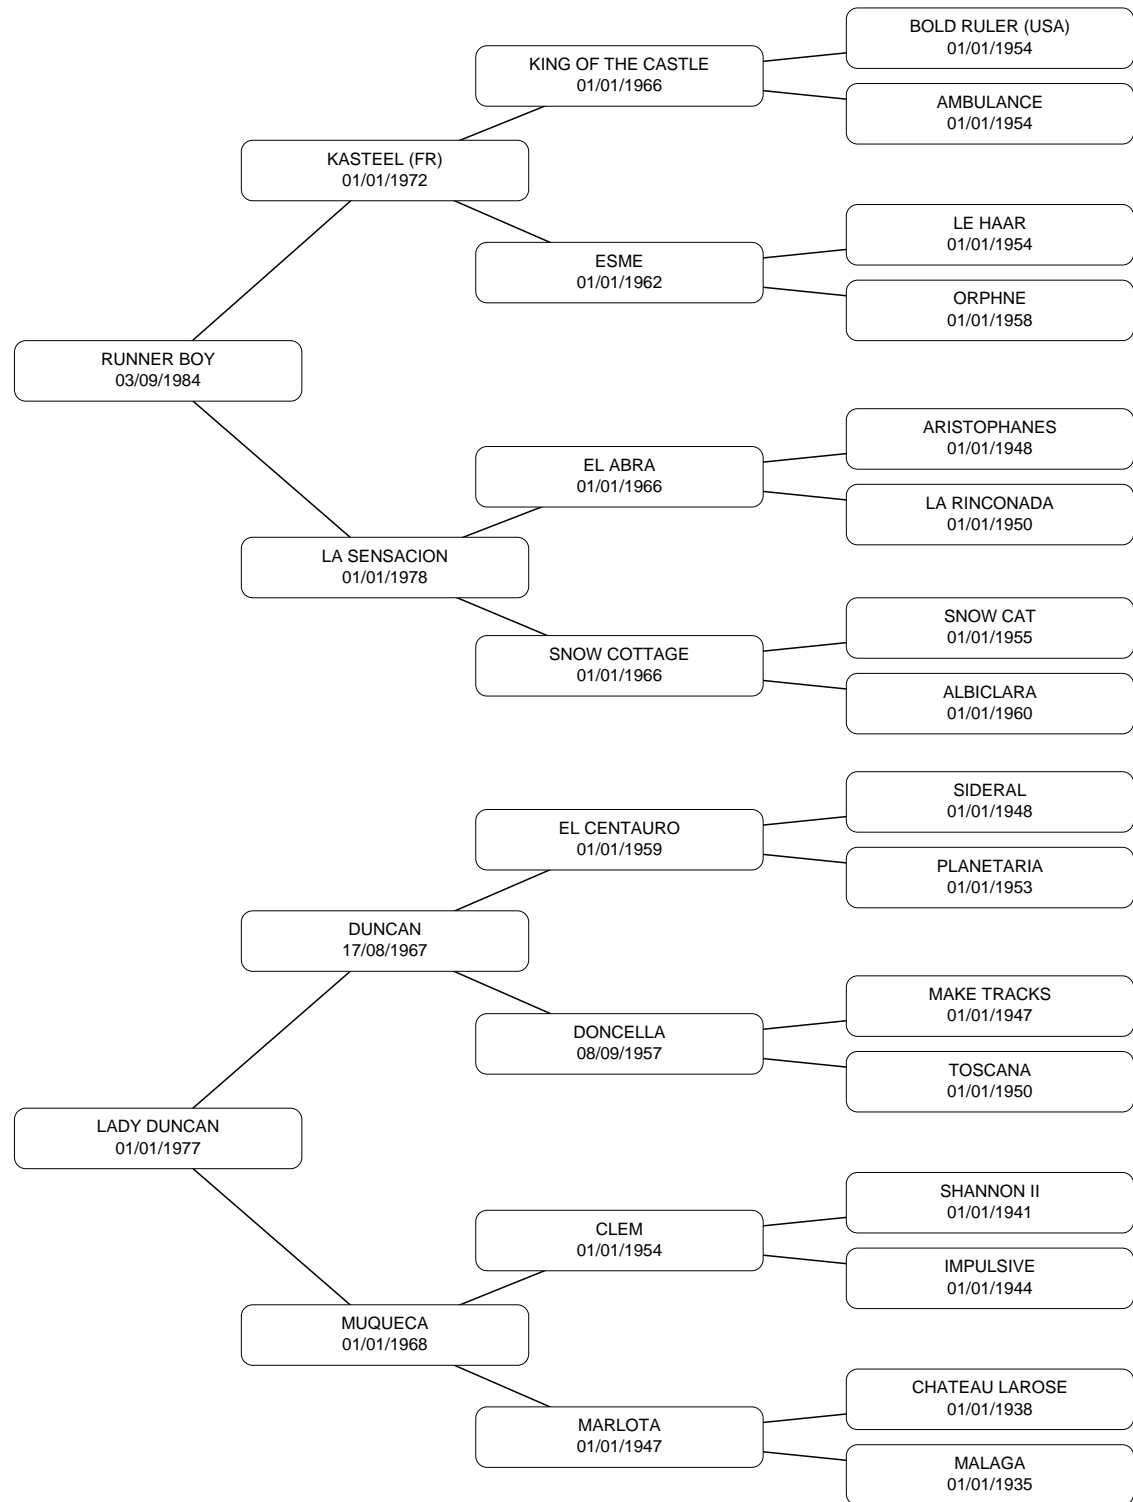 BOLD RULER (USA)
01/01/1954
KING OF THE CASTLE
01/01/1966
AMBULANCE
01/01/1954
KASTEEL (FR)
01/01/1972
LE HAAR
01/01/1954
ESME
01/01/1962
ORPHNE
01/01/1958
RUNNER BOY
03/09/1984
ARISTOPHANES
01/01/1948
EL ABRA
01/01/1966
LA RINCONADA
01/01/1950
LA SENSACION
01/01/1978
SNOW CAT
01/01/1955
SNOW COTTAGE
01/01/1966
ALBICLARA
01/01/1960
SIDERAL
01/01/1948
EL CENTAURO
01/01/1959
PLANETARIA
01/01/1953
DUNCAN
17/08/1967
MAKE TRACKS
01/01/1947
DONCELLA
08/09/1957
TOSCANA
01/01/1950
LADY DUNCAN
01/01/1977
SHANNON II
01/01/1941
CLEM
01/01/1954
IMPULSIVE
01/01/1944
MUQUECA
01/01/1968
CHATEAU LAROSE
01/01/1938
MARLOTA
01/01/1947
MALAGA
01/01/1935